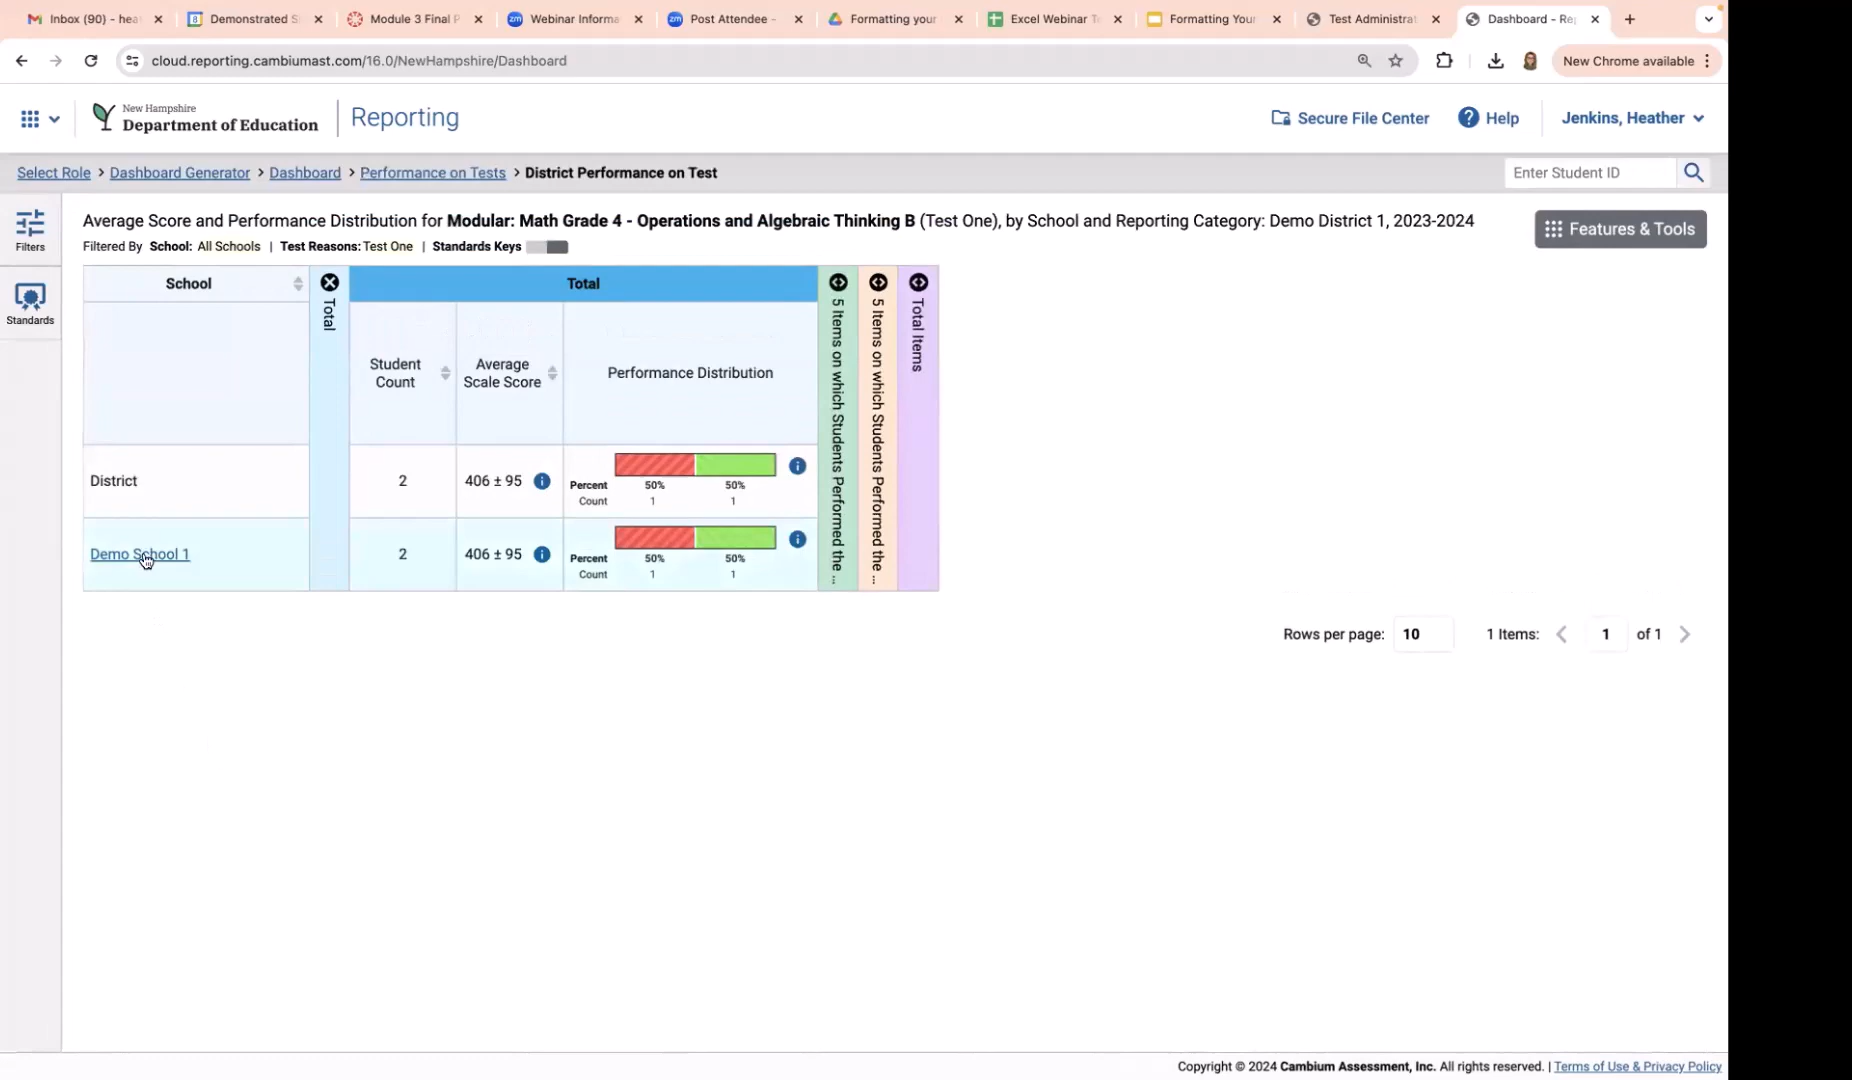 Inbox (90) - hea
Demonstrated S
Module 3 Final P
Webinar Informa
Post Attendee -
Formatting your
Excel Webinar T
Formatting Your
Test Administrat
Dashboard - Rep
cloud.reporting.cambiumast.com/16.0/NewHampshire/Dashboard
New Chrome available
New Hampshire
Department of Education
Reporting
Secure File Center
Help
Jenkins, Heather
Select Role > Dashboard Generator > Dashboard > Performance on Tests > District Performance on Test
Enter Student ID
Filters
Standards
Average Score and Performance Distribution for Modular: Math Grade 4 - Operations and Algebraic Thinking B (Test One), by School and Reporting Category: Demo District 1, 2023-2024
Features & Tools
Filtered By School: All Schools | Test Reasons: Test One | Standards Keys
School
Total
Total
Student Count
Average Scale Score
Performance Distribution
5 Items on which Students Performed the ...
5 Items on which Students Performed the ...
Total Items
District
2
406 ± 95
Percent 50% 50%
Count 1 1
Demo School 1
2
406 ± 95
Percent 50% 50%
Count 1 1
Rows per page: 10
1 Items: 1 of 1
Copyright © 2024 Cambium Assessment, Inc. All rights reserved. | Terms of Use & Privacy Policy